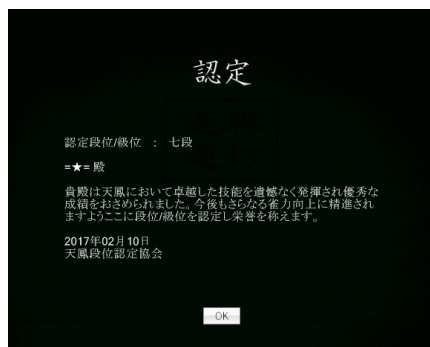 認定
認定段位/級位 : 七段
=★= 殿
貴殿は天鳳において卓越した技能を遺憾なく発揮され優秀な
成績をおさめられました。今後もさらなる雀力向上に精進され
ますようここに段位/級位を認定し栄誉を称えます。
2017年02月10日
天鳳段位認定協会
OK